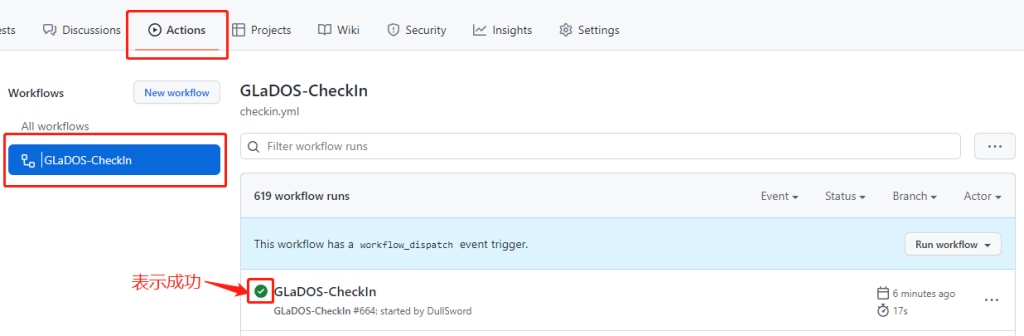 ests Discussions Actions Projects Wiki Security Insights Settings
Workflows New workflow
All workflows
GLaDOS-CheckIn
GLaDOS-CheckIn
checkin.yml
Filter workflow runs
619 workflow runs Event Status Branch Actor
This workflow has a workflow_dispatch event trigger. Run workflow
表示成功
GLaDOS-CheckIn 6 minutes ago
GLaDOS-CheckIn #664: started by DullSword 17s